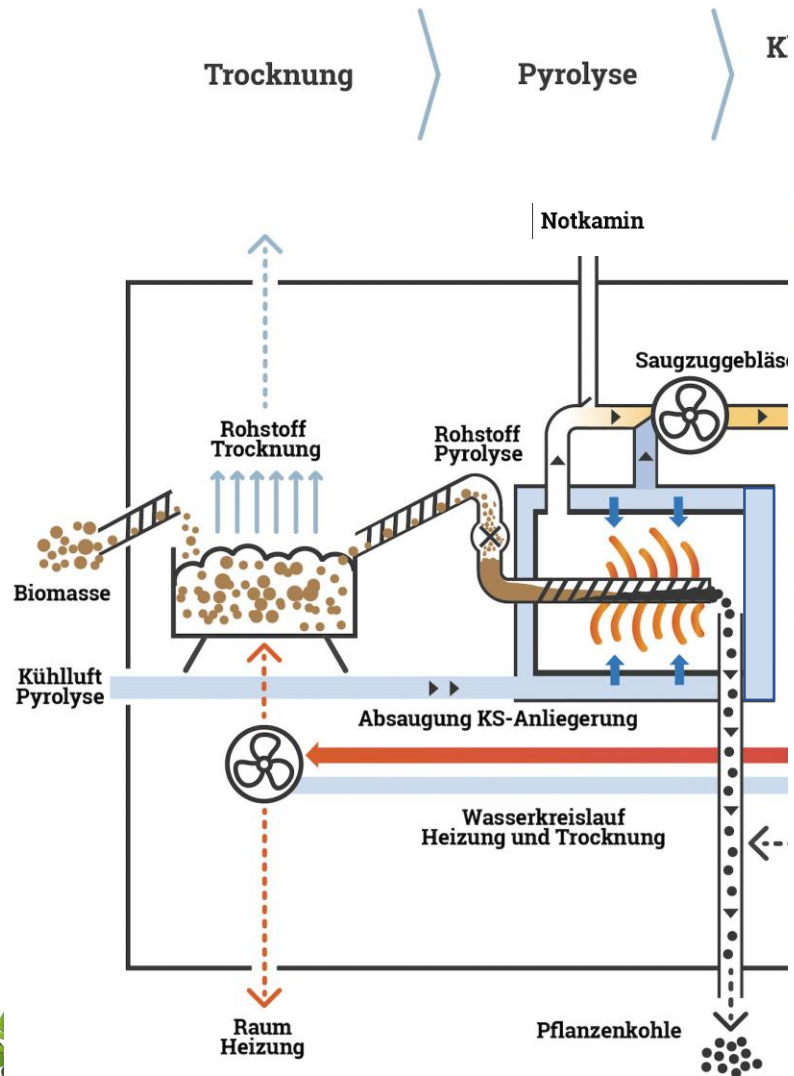 Trocknung
Pyrolyse
Notkamin
Rohstoff
Trocknung
Rohstoff
Pyrolyse
Biomasse
Kühlluft
Pyrolyse
Absaugung KS-Anliegerung
Wasserkreislauf
Heizung und Trocknung
Raum
Heizung
Pflanzenkohle